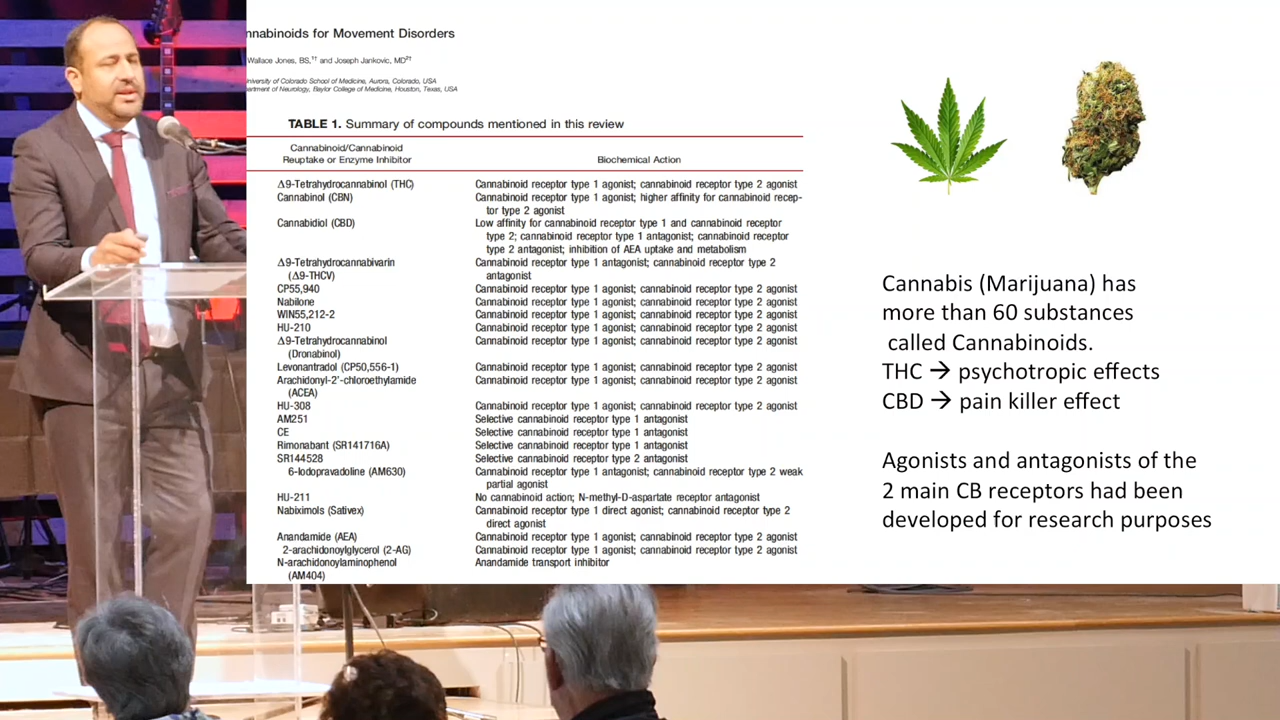 nnabinoids for Movement Disorders
Wallace Jones, BS,1† and Joseph Jankovic, MD2†
niversity of Colorado School of Medicine, Aurora, Colorado, USA
partment of Neurology, Baylor College of Medicine, Houston, Texas, USA
TABLE 1. Summary of compounds mentioned in this review
Cannabinoid/Cannabinoid
Reuptake or Enzyme Inhibitor
Biochemical Action
Δ9-Tetrahydrocannabinol (THC)
Cannabinoid receptor type 1 agonist; cannabinoid receptor type 2 agonist
Cannabinol (CBN)
Cannabinoid receptor type 1 agonist; higher affinity for cannabinoid recep-
tor type 2 agonist
Cannabidiol (CBD)
Low affinity for cannabinoid receptor type 1 and cannabinoid receptor
type 2; cannabinoid receptor type 1 antagonist; cannabinoid receptor
type 2 antagonist; inhibition of AEA uptake and metabolism
Δ9-Tetrahydrocannabivarin
(Δ9-THCV)
Cannabinoid receptor type 1 antagonist; cannabinoid receptor type 2
antagonist
CP55,940
Cannabinoid receptor type 1 agonist; cannabinoid receptor type 2 agonist
Nabilone
Cannabinoid receptor type 1 agonist; cannabinoid receptor type 2 agonist
WIN55,212-2
Cannabinoid receptor type 1 agonist; cannabinoid receptor type 2 agonist
HU-210
Cannabinoid receptor type 1 agonist; cannabinoid receptor type 2 agonist
Δ9-Tetrahydrocannabinol
(Dronabinol)
Cannabinoid receptor type 1 agonist; cannabinoid receptor type 2 agonist
Levonantradol (CP50,556-1)
Cannabinoid receptor type 1 agonist; cannabinoid receptor type 2 agonist
Arachidonyl-2'-chloroethylamide
(ACEA)
Cannabinoid receptor type 1 agonist; cannabinoid receptor type 2 agonist
HU-308
Cannabinoid receptor type 1 agonist; cannabinoid receptor type 2 agonist
AM251
Selective cannabinoid receptor type 1 antagonist
CE
Selective cannabinoid receptor type 1 antagonist
Rimonabant (SR141716A)
Selective cannabinoid receptor type 1 antagonist
SR144528
Selective cannabinoid receptor type 2 antagonist
6-Iodopravadoline (AM630)
Cannabinoid receptor type 1 antagonist; cannabinoid receptor type 2 weak
partial agonist
HU-211
No cannabinoid action; N-methyl-D-aspartate receptor antagonist
Nabiximols (Sativex)
Cannabinoid receptor type 1 direct agonist; cannabinoid receptor type 2
direct agonist
Anandamide (AEA)
Cannabinoid receptor type 1 agonist; cannabinoid receptor type 2 agonist
2-arachidonoylglycerol (2-AG)
Cannabinoid receptor type 1 agonist; cannabinoid receptor type 2 agonist
N-arachidonoylaminophenol
(AM404)
Anandamide transport inhibitor
Cannabis (Marijuana) has
more than 60 substances
called Cannabinoids.
THC → psychotropic effects
CBD → pain killer effect
Agonists and antagonists of the
2 main CB receptors had been
developed for research purposes